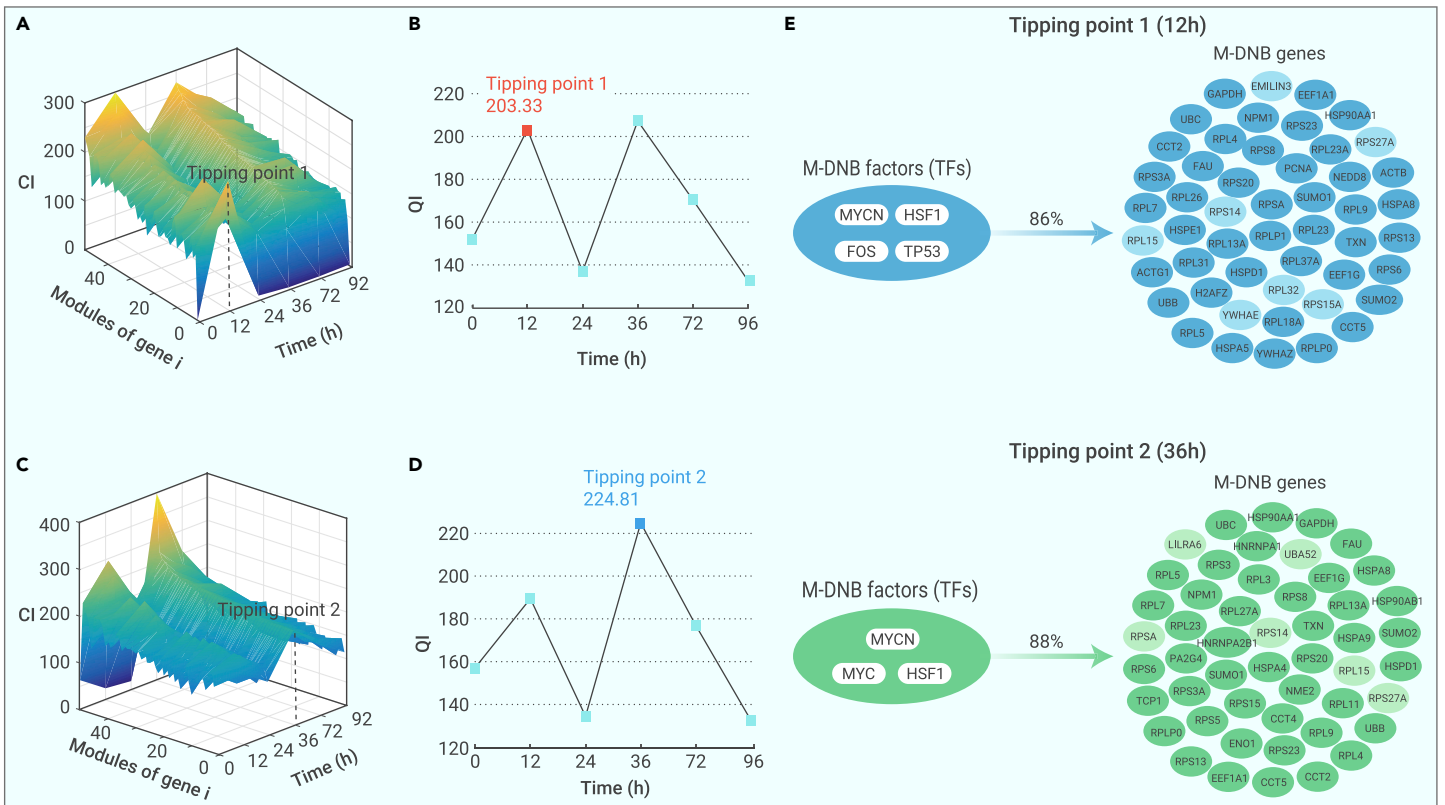 A
300
200
100
0
CI
Tipping point 1
40
20
0
Modules of gene i
0
12
24
36
72
92
Time (h)
B
Tipping point 1
203.33
220
200
180
160
140
120
QI
0 12 24 36 72 96
Time (h)
E
Tipping point 1 (12h)
M-DNB factors (TFs)
MYCN HSF1
FOS TP53
86%
M-DNB genes
EMILIN3
GAPDH
EEF1A1
UBC
NPM1
RPS23
HSP90AA1
CCT2
RPL4
RPS8
RPL23A
RPS27A
RPS3A
FAU
RPS20
PCNA
NEDD8
ACTB
RPL7
RPL26
RPS14
RPSA
SUMO1
RPL9
HSPA8
RPL15
HSPE1
RPL13A
RPLP1
RPL23
TXN
RPS13
ACTG1
RPL31
HSPD1
RPL37A
EEF1G
RPS6
UBB
H2AFZ
RPL32
RPS15A
SUMO2
RPL5
YWHAE
RPL18A
CCT5
HSPA5
YWHAZ
RPLP0
C
400
300
200
100
0
CI
Tipping point 2
40
20
0
Modules of gene i
0
12
24
36
72
92
Time (h)
D
Tipping point 2
224.81
220
200
180
160
140
120
QI
0 12 24 36 72 96
Time (h)
Tipping point 2 (36h)
M-DNB factors (TFs)
MYCN
MYC HSF1
88%
M-DNB genes
UBC
HSP90AA1
GAPDH
LILRA6
HNRNPA1
UBA52
FAU
RPL5
RPS3
RPL3
EEF1G
HSPA8
RPL7
NPM1
RPL27A
RPS8
RPL13A
HSP90AB1
RPSA
RPL23
HNRNPA2B1
RPS14
TXN
HSPA9
SUMO2
RPS6
PA2G4
SUMO1
HSPA4
RPS20
RPL15
HSPD1
TCP1
RPS3A
RPS15
NME2
RPL11
RPS27A
RPLP0
RPS5
CCT4
RPL9
UBB
RPS13
ENO1
RPS23
RPL4
EEF1A1
CCT5
CCT2